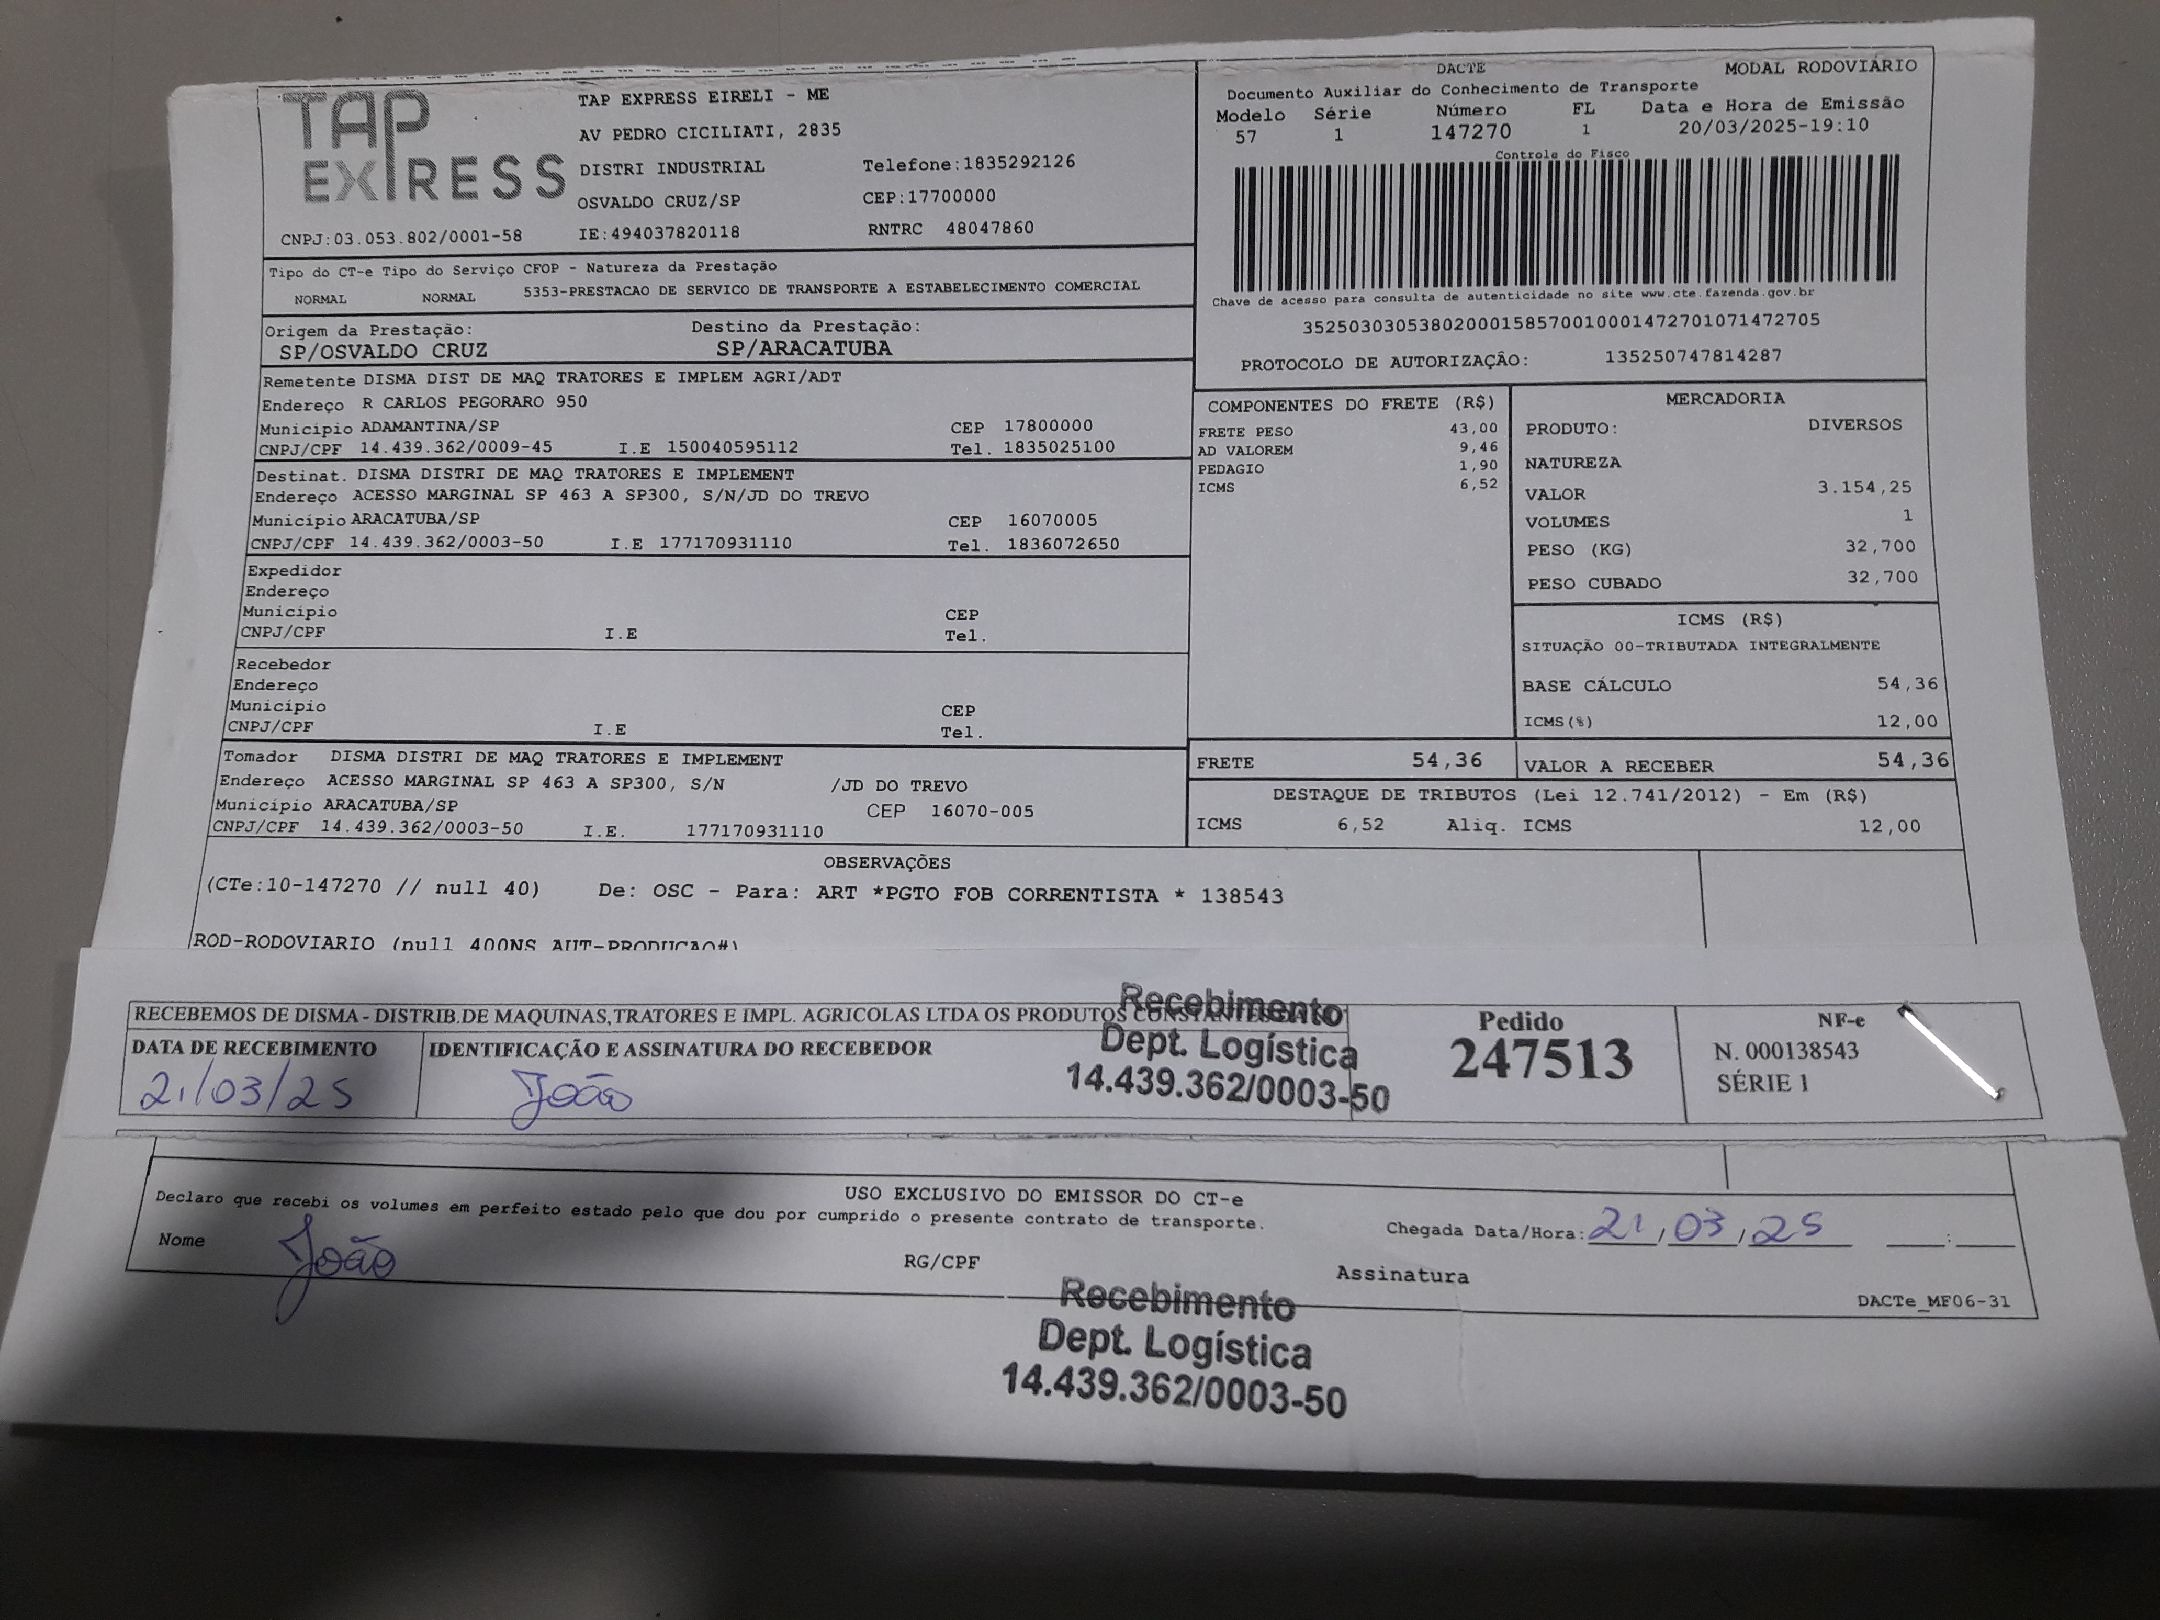 TAP EXPRESS
TAP EXPRESS EIRELI - ME
AV PEDRO CICILIATI, 2835
DISTRI INDUSTRIAL Telefone:1835292126
OSVALDO CRUZ/SP CEP:17700000
CNPJ:03.053.802/0001-58 IE:494037820118 RNTRC 48047860
DACTE MODAL RODOVIÁRIO
Documento Auxiliar do Conhecimento de Transporte
Modelo Série Número FL Data e Hora de Emissão
57 1 147270 1 20/03/2025-19:10
Controle do Fisco
Chave de acesso para consulta de autenticidade no site www.cte.fazenda.gov.br
35250303053802000158570010001472701071472705
PROTOCOLO DE AUTORIZAÇÃO: 135250747814287
Tipo do CT-e Tipo do Serviço CFOP - Natureza da Prestação
NORMAL NORMAL 5353-PRESTACAO DE SERVICO DE TRANSPORTE A ESTABELECIMENTO COMERCIAL
Origem da Prestação: Destino da Prestação:
SP/OSVALDO CRUZ SP/ARACATUBA
Remetente DISMA DIST DE MAQ TRATORES E IMPLEM AGRI/ADT
Endereço R CARLOS PEGORARO 950
Município ADAMANTINA/SP CEP 17800000
CNPJ/CPF 14.439.362/0009-45 I.E 150040595112 Tel. 1835025100
Destinat. DISMA DISTRI DE MAQ TRATORES E IMPLEMENT
Endereço ACESSO MARGINAL SP 463 A SP300, S/N/JD DO TREVO
Município ARACATUBA/SP CEP 16070005
CNPJ/CPF 14.439.362/0003-50 I.E 177170931110 Tel. 1836072650
Expedidor
Endereço
Município CEP
CNPJ/CPF I.E Tel.
Recebedor
Endereço
Município CEP
CNPJ/CPF I.E Tel.
Tomador DISMA DISTRI DE MAQ TRATORES E IMPLEMENT
Endereço ACESSO MARGINAL SP 463 A SP300, S/N /JD DO TREVO
Município ARACATUBA/SP CEP 16070-005
CNPJ/CPF 14.439.362/0003-50 I.E. 177170931110
COMPONENTES DO FRETE (R$)
FRETE PESO 43,00
AD VALOREM 9,46
PEDAGIO 1,90
ICMS 6,52
MERCADORIA
PRODUTO: DIVERSOS
NATUREZA
VALOR 3.154,25
VOLUMES 1
PESO (KG) 32,700
PESO CUBADO 32,700
ICMS (R$)
SITUAÇÃO 00-TRIBUTADA INTEGRALMENTE
BASE CÁLCULO 54,36
ICMS(%) 12,00
FRETE 54,36 VALOR A RECEBER 54,36
DESTAQUE DE TRIBUTOS (Lei 12.741/2012) - Em (R$)
ICMS 6,52 Aliq. ICMS 12,00
OBSERVAÇÕES
(CTe:10-147270 // null 40) De: OSC - Para: ART *PGTO FOB CORRENTISTA * 138543
ROD-RODOVIARIO (null 400NS AUT-PRODUCAO#)
RECEBEMOS DE DISMA - DISTRIB.DE MAQUINAS,TRATORES E IMPL. AGRICOLAS LTDA OS PRODUTOS
DATA DE RECEBIMENTO IDENTIFICAÇÃO E ASSINATURA DO RECEBEDOR
21/03/25 João
Recebimento
Dept. Logística
14.439.362/0003-50
Pedido
247513
NF-e
N. 000138543
SÉRIE 1
USO EXCLUSIVO DO EMISSOR DO CT-e
Declaro que recebi os volumes em perfeito estado pelo que dou por cumprido o presente contrato de transporte.
Chegada Data/Hora: 21/03/25 __:__
Nome João RG/CPF Assinatura
DACTe_MF06-31
Recebimento
Dept. Logística
14.439.362/0003-50